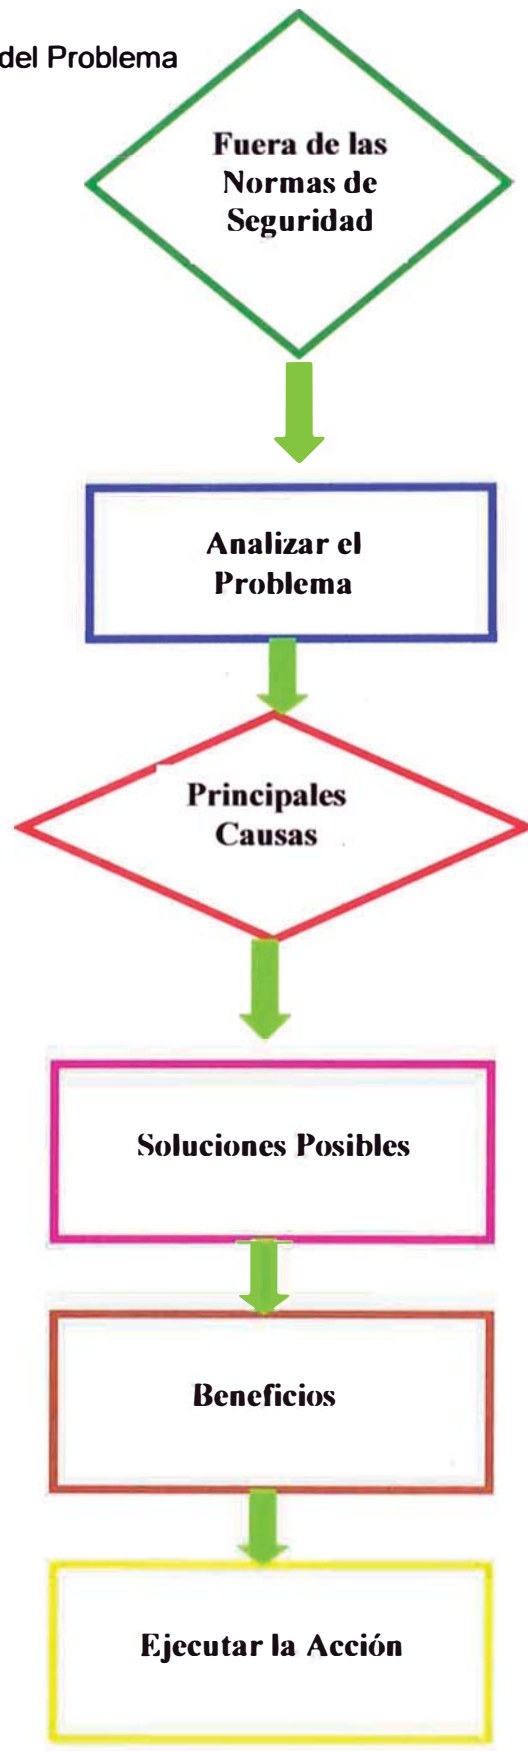 del Problema
Fuera de las
Normas de
Seguridad
Analizar el
Problema
Principales
Causas
Soluciones Posibles
Beneficios
Ejecutar la Acción